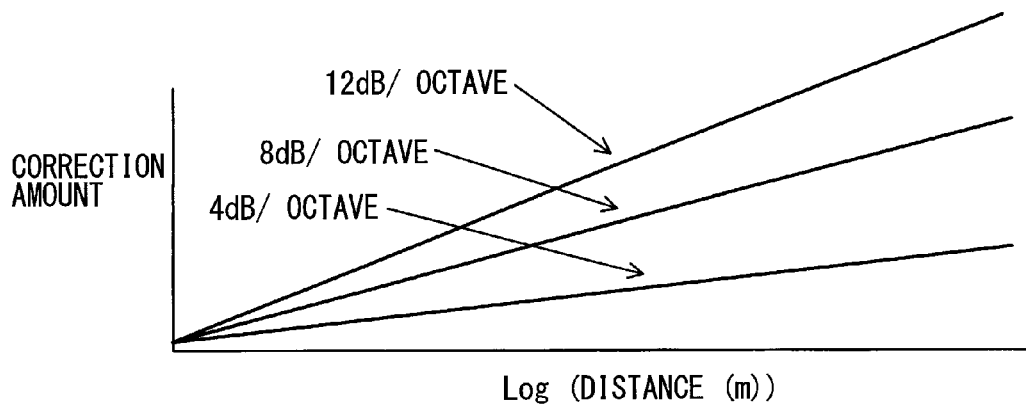 12dB/ OCTAVE
8dB/ OCTAVE
4dB/ OCTAVE
CORRECTION
AMOUNT
Log (DISTANCE (m))